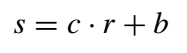 s = c · r + b